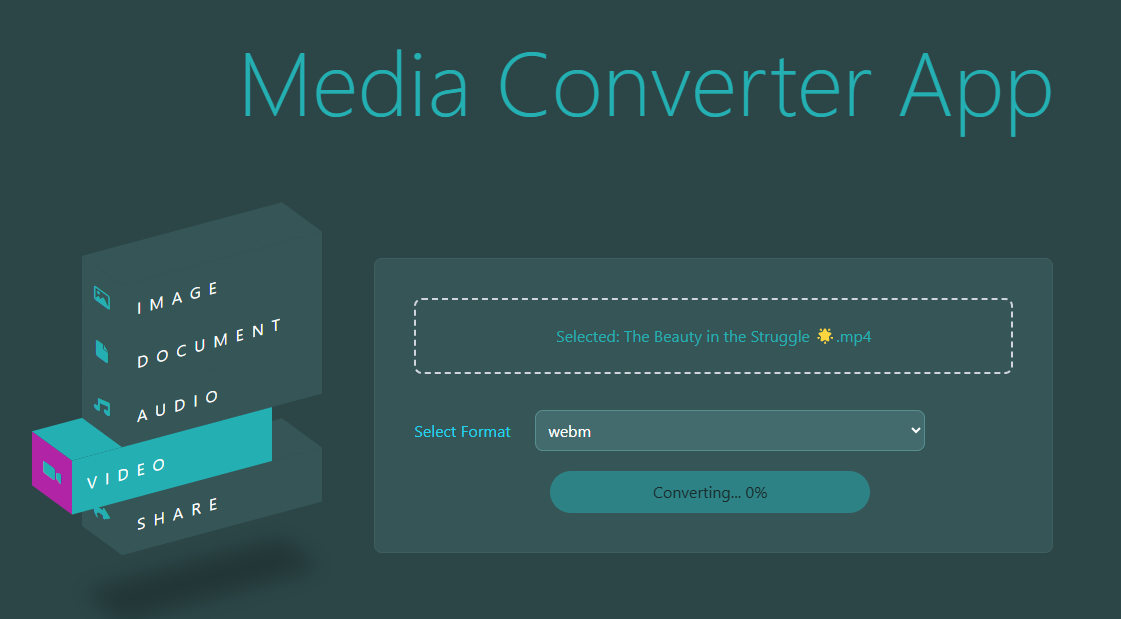 Media Converter App
IMAGE
DOCUMENT
AUDIO
VIDEO
SHARE
Selected: The Beauty in the Struggle 🌟.mp4
Select Format
webm
Converting... 0%